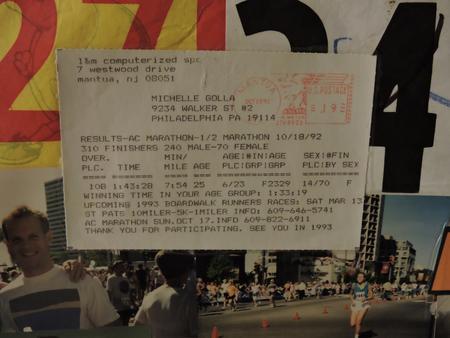 27
24
l&m computerized spo
7 westwood drive
mantua, nj 08051
MANTUA
U.S. POSTAGE
.19
MICHELLE GOLLA
9234 WALKER ST #2
PHILADELPHIA PA 19114
RESULTS-AC MARATHON-1/2 MARATHON 10/18/92
310 FINISHERS 240 MALE-70 FEMALE
OVER. MIN/ AGE:#IN:AGE SEX:#FIN
PLC. TIME MILE AGE PLC:GRP:GRP PLC:BY SEX
108 1:43:28 7:54 25 6/23 F2329 14/70 F
WINNING TIME IN YOUR AGE GROUP: 1:33:19
UPCOMING 1993 BOARDWALK RUNNERS RACES: SAT MAR 13
ST PATS 10MILER-5K-1MILER INFO: 609-646-5741
AC MARATHON SUN.OCT 17.INFO 609-822-6911
THANK YOU FOR PARTICIPATING. SEE YOU IN 1993